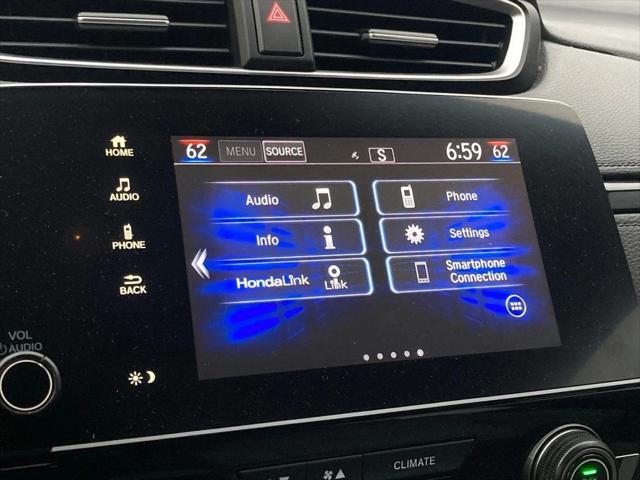 HOME
AUDIO
PHONE
BACK
VOL
AUDIO
62 MENU SOURCE S 6:59 62
Audio Phone
Info Settings
HondaLink Link Smartphone
Connection
CLIMATE